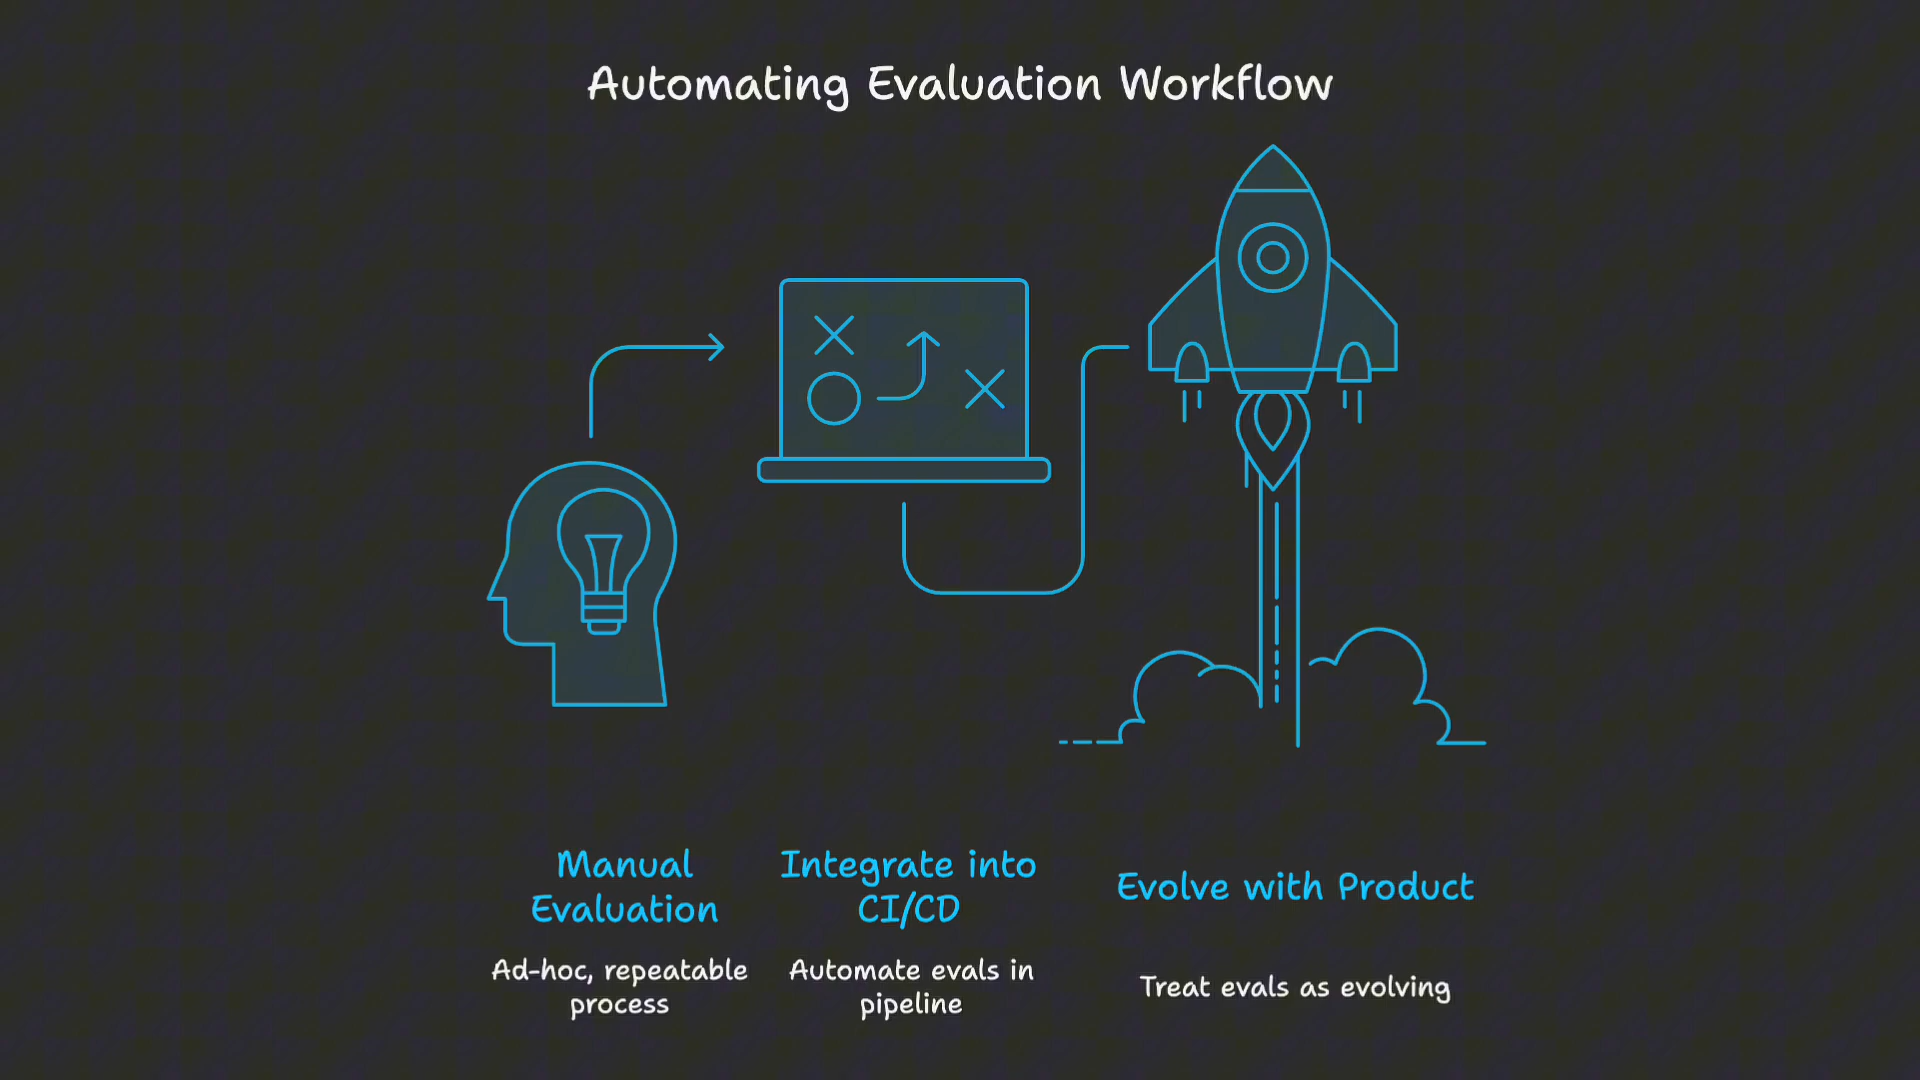 Automating Evaluation Workflow
Manual
Evaluation
Ad-hoc, repeatable
process
Integrate into
CI/CD
Automate evals in
pipeline
Evolve with Product
Treat evals as evolving